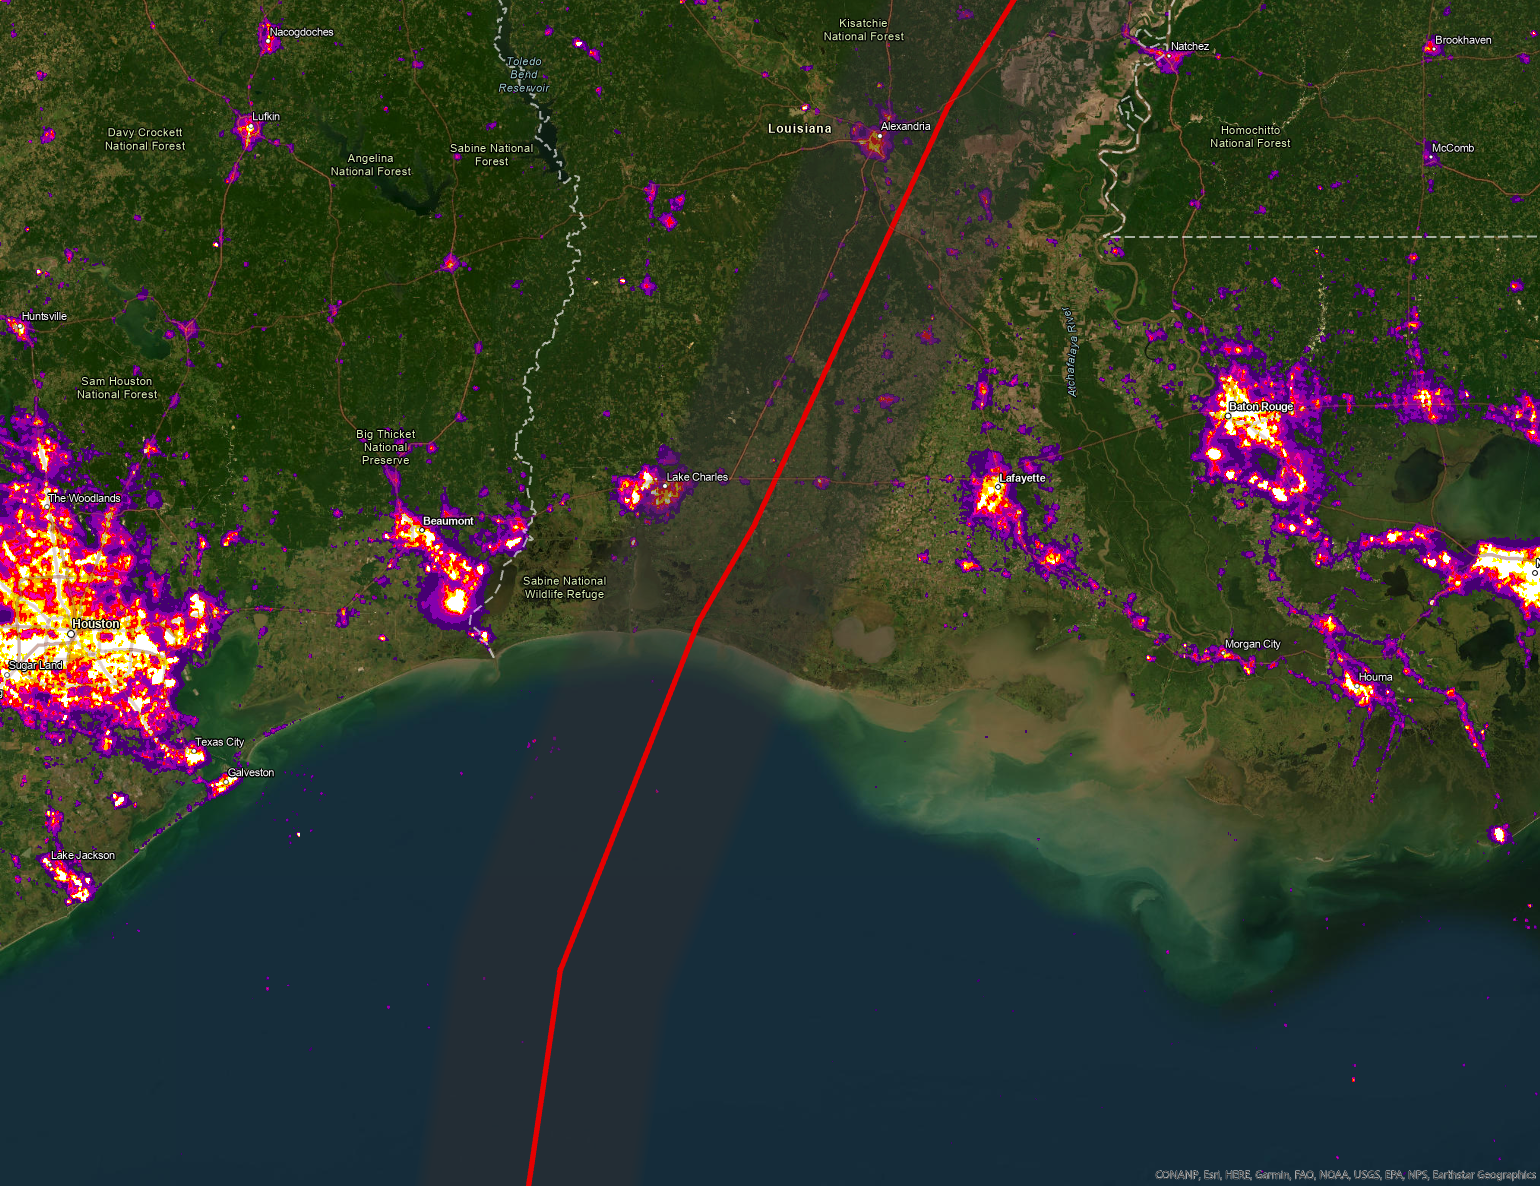 Kisatchie
National Forest
Nacogdoches
Brookhaven
Natchez
Toledo
Bend
Reservoir
Lufkin
Davy Crockett
National Forest
Louisiana
Alexandria
Homochitto
National Forest
Sabine National
Forest
McComb
Angelina
National Forest
Huntsville
Atchafalaya River
Sam Houston
National Forest
Baton Rouge
Big Thicket
National
Preserve
Lake Charles
Lafayette
The Woodlands
Beaumont
Sabine National
Wildlife Refuge
Houston
Morgan City
Sugar Land
Houma
Texas City
Galveston
Lake Jackson
CONANP, Esri, HERE, Garmin, FAO, NOAA, USGS, EPA, NPS, Earthstar Geographics